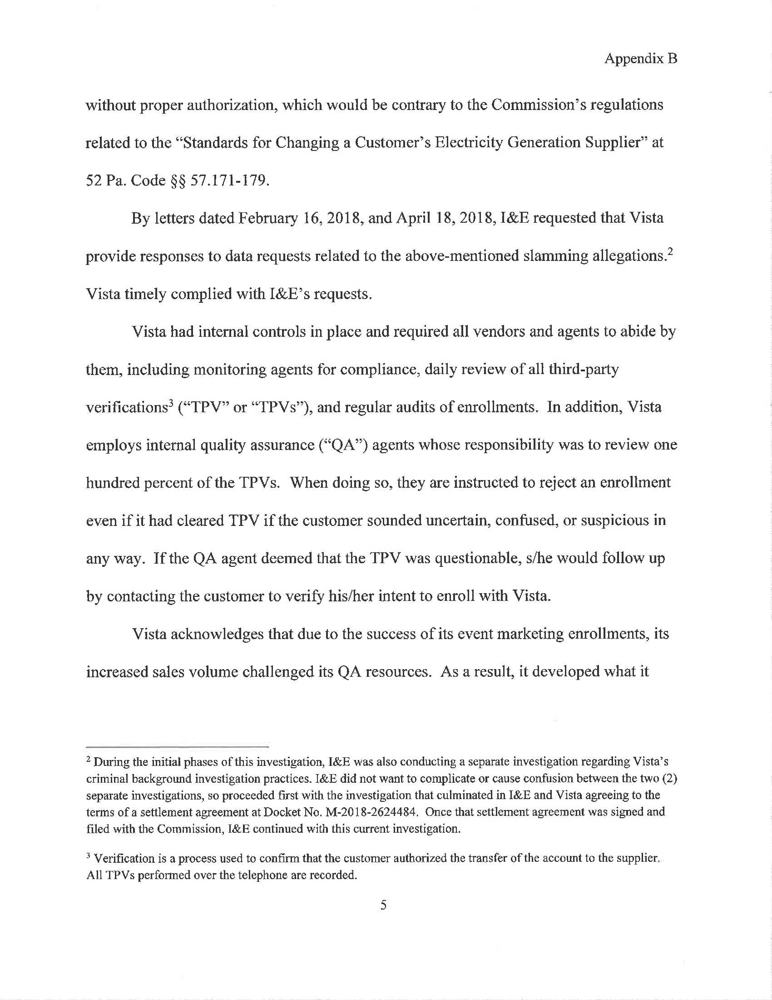 Appendix B
without proper authorization, which would be contrary to the Commission's regulations
related to the "Standards for Changing a Customer's Electricity Generation Supplier" at
52 Pa. Code §§ 57.171-179.
By letters dated February 16, 2018, and April 18, 2018, I&E requested that Vista
provide responses to data requests related to the above-mentioned slamming allegations.²
Vista timely complied with I&E's requests.
Vista had internal controls in place and required all vendors and agents to abide by
them, including monitoring agents for compliance, daily review of all third-party
verifications³ ("TPV" or "TPVs"), and regular audits of enrollments. In addition, Vista
employs internal quality assurance ("QA") agents whose responsibility was to review one
hundred percent of the TPVs. When doing so, they are instructed to reject an enrollment
even if it had cleared TPV if the customer sounded uncertain, confused, or suspicious in
any way. If the QA agent deemed that the TPV was questionable, s/he would follow up
by contacting the customer to verify his/her intent to enroll with Vista.
Vista acknowledges that due to the success of its event marketing enrollments, its
increased sales volume challenged its QA resources. As a result, it developed what it
² During the initial phases of this investigation, I&E was also conducting a separate investigation regarding Vista's
criminal background investigation practices. I&E did not want to complicate or cause confusion between the two (2)
separate investigations, so proceeded first with the investigation that culminated in I&E and Vista agreeing to the
terms of a settlement agreement at Docket No. M-2018-2624484. Once that settlement agreement was signed and
filed with the Commission, I&E continued with this current investigation.
³ Verification is a process used to confirm that the customer authorized the transfer of the account to the supplier.
All TPVs performed over the telephone are recorded.
5